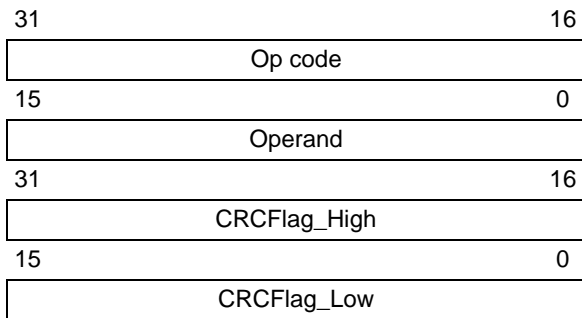 31 16
Op code
15 0
Operand
31 16
CRCFlag_High
15 0
CRCFlag_Low